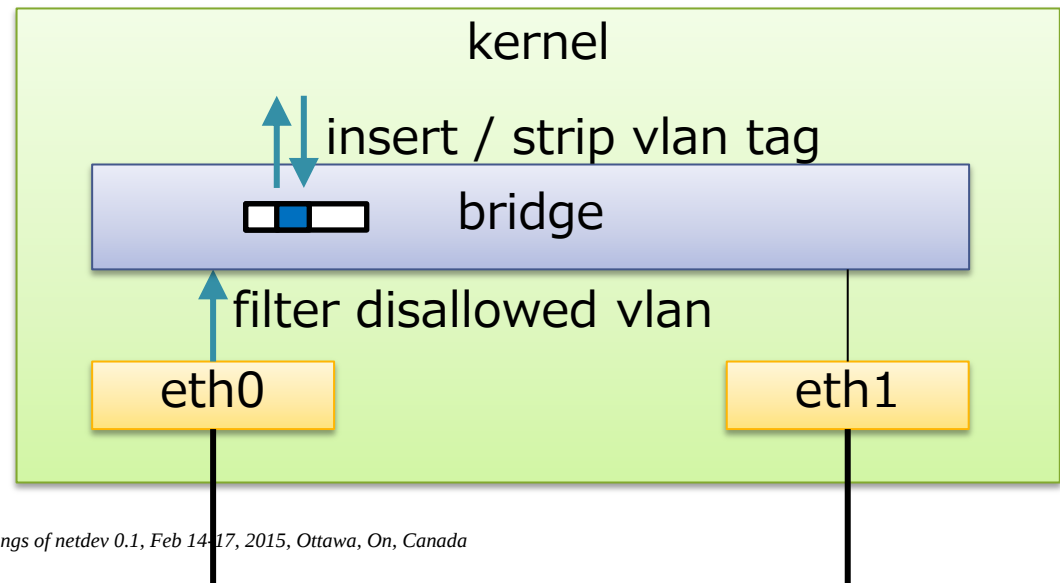 kernel
insert / strip vlan tag
bridge
filter disallowed vlan
eth0 eth1
ngs of netdev 0.1, Feb 14-17, 2015, Ottawa, On, Canada